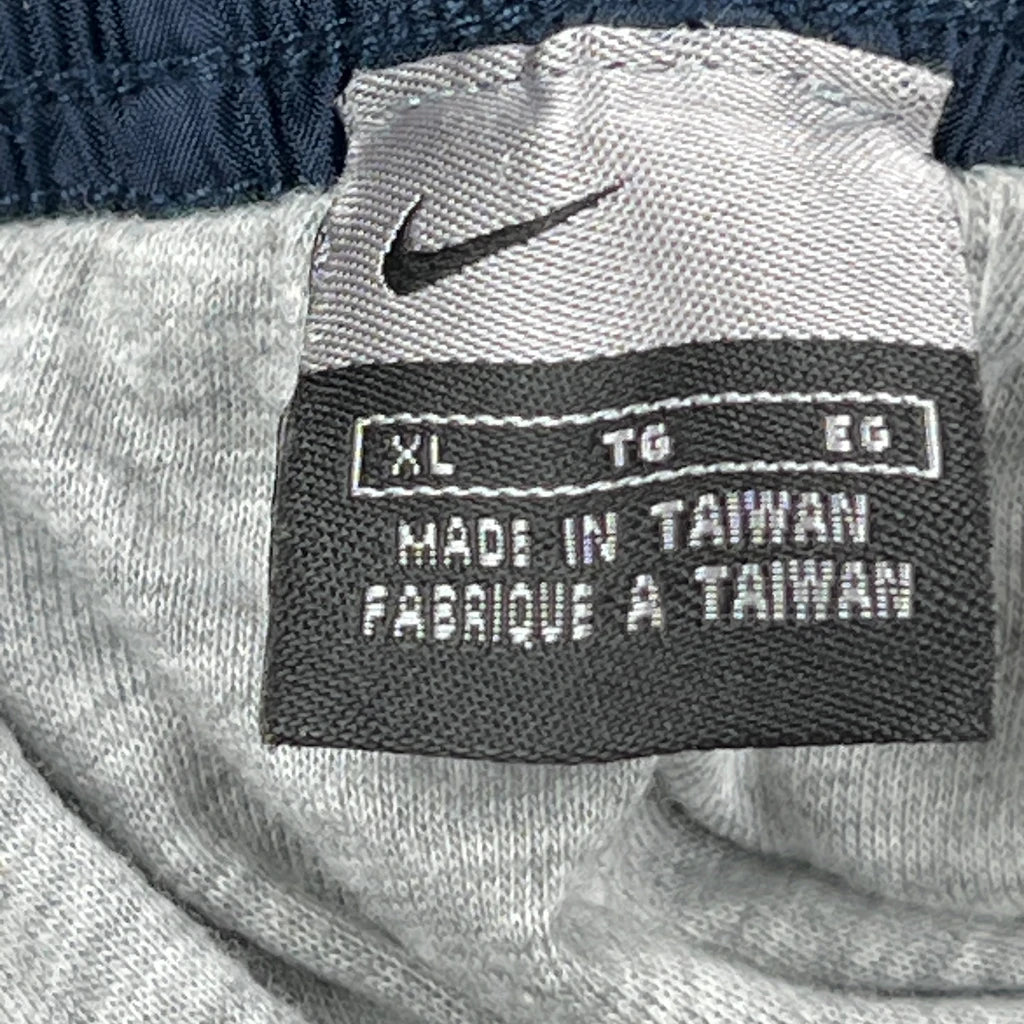 XL TG EG
MADE IN TAIWAN
FABRIQUE A TAIWAN